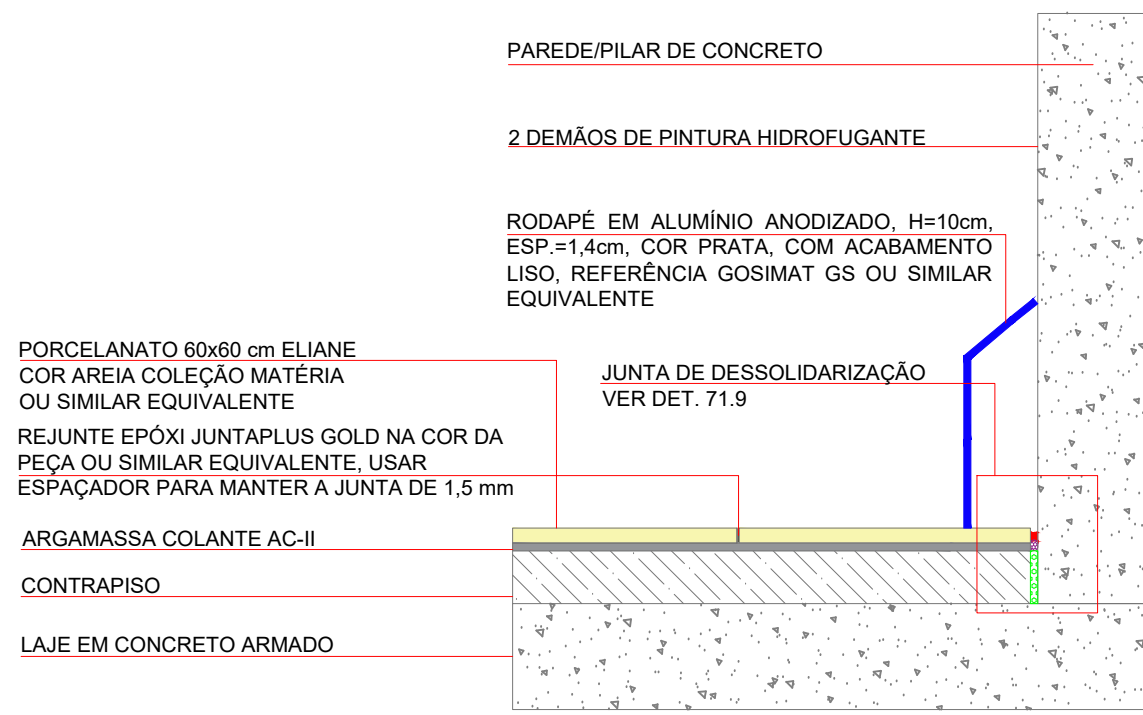 PAREDE/PILAR DE CONCRETO
2 DEMÃOS DE PINTURA HIDROFUGANTE
RODAPÉ EM ALUMÍNIO ANODIZADO, H=10cm,
ESP.=1,4cm, COR PRATA, COM ACABAMENTO
LISO, REFERÊNCIA GOSIMAT GS OU SIMILAR
EQUIVALENTE
PORCELANATO 60x60 cm ELIANE
COR AREIA COLEÇÃO MATÉRIA
OU SIMILAR EQUIVALENTE
JUNTA DE DESSOLIDARIZAÇÃO
VER DET. 71.9
REJUNTE EPÓXI JUNTAPLUS GOLD NA COR DA
PEÇA OU SIMILAR EQUIVALENTE, USAR
ESPAÇADOR PARA MANTER A JUNTA DE 1,5 mm
ARGAMASSA COLANTE AC-II
CONTRAPISO
LAJE EM CONCRETO ARMADO